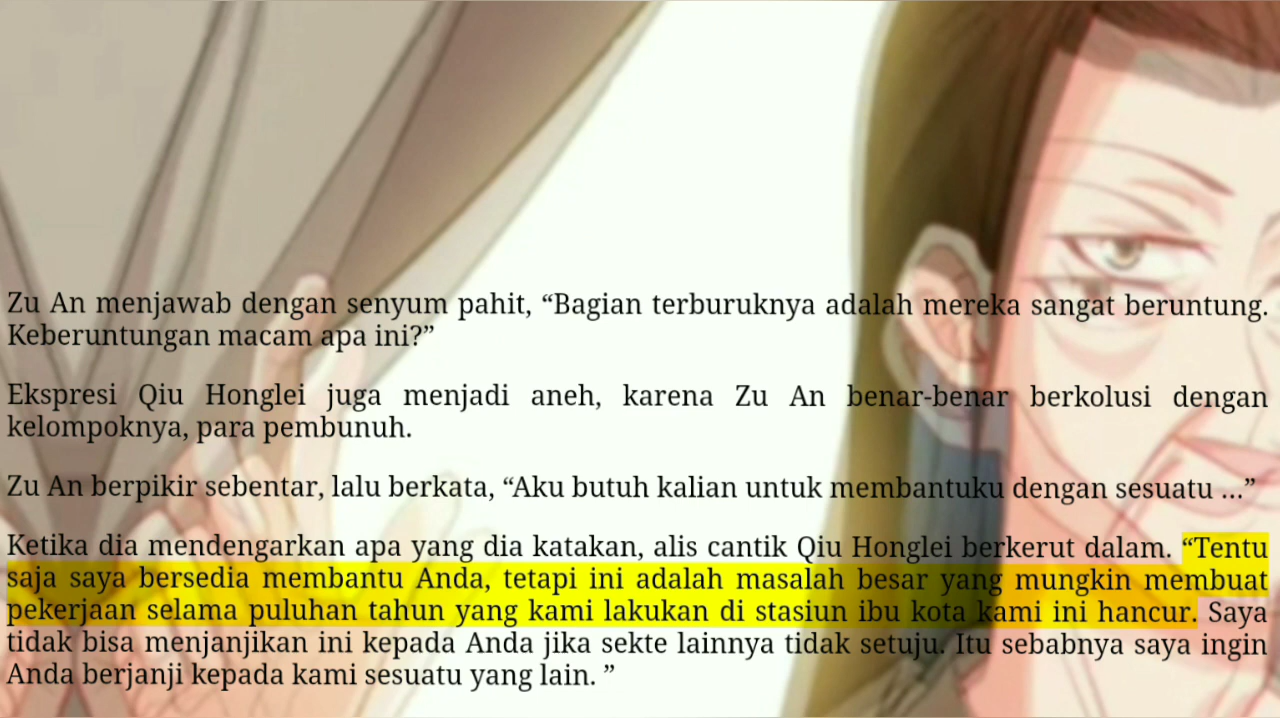 Zu An menjawab dengan senyum pahit, “Bagian terburuknya adalah mereka sangat beruntung.
Keberuntungan macam apa ini?”
Ekspresi Qiu Honglei juga menjadi aneh, karena Zu An benar-benar berkolusi dengan
kelompoknya, para pembunuh.
Zu An berpikir sebentar, lalu berkata, “Aku butuh kalian untuk membantuku dengan sesuatu ...”
Ketika dia mendengarkan apa yang dia katakan, alis cantik Qiu Honglei berkerut dalam. “Tentu
saja saya bersedia membantu Anda, tetapi ini adalah masalah besar yang mungkin membuat
pekerjaan selama puluhan tahun yang kami lakukan di stasiun ibu kota kami ini hancur. Saya
tidak bisa menjanjikan ini kepada Anda jika sekte lainnya tidak setuju. Itu sebabnya saya ingin
Anda berjanji kepada kami sesuatu yang lain. ”